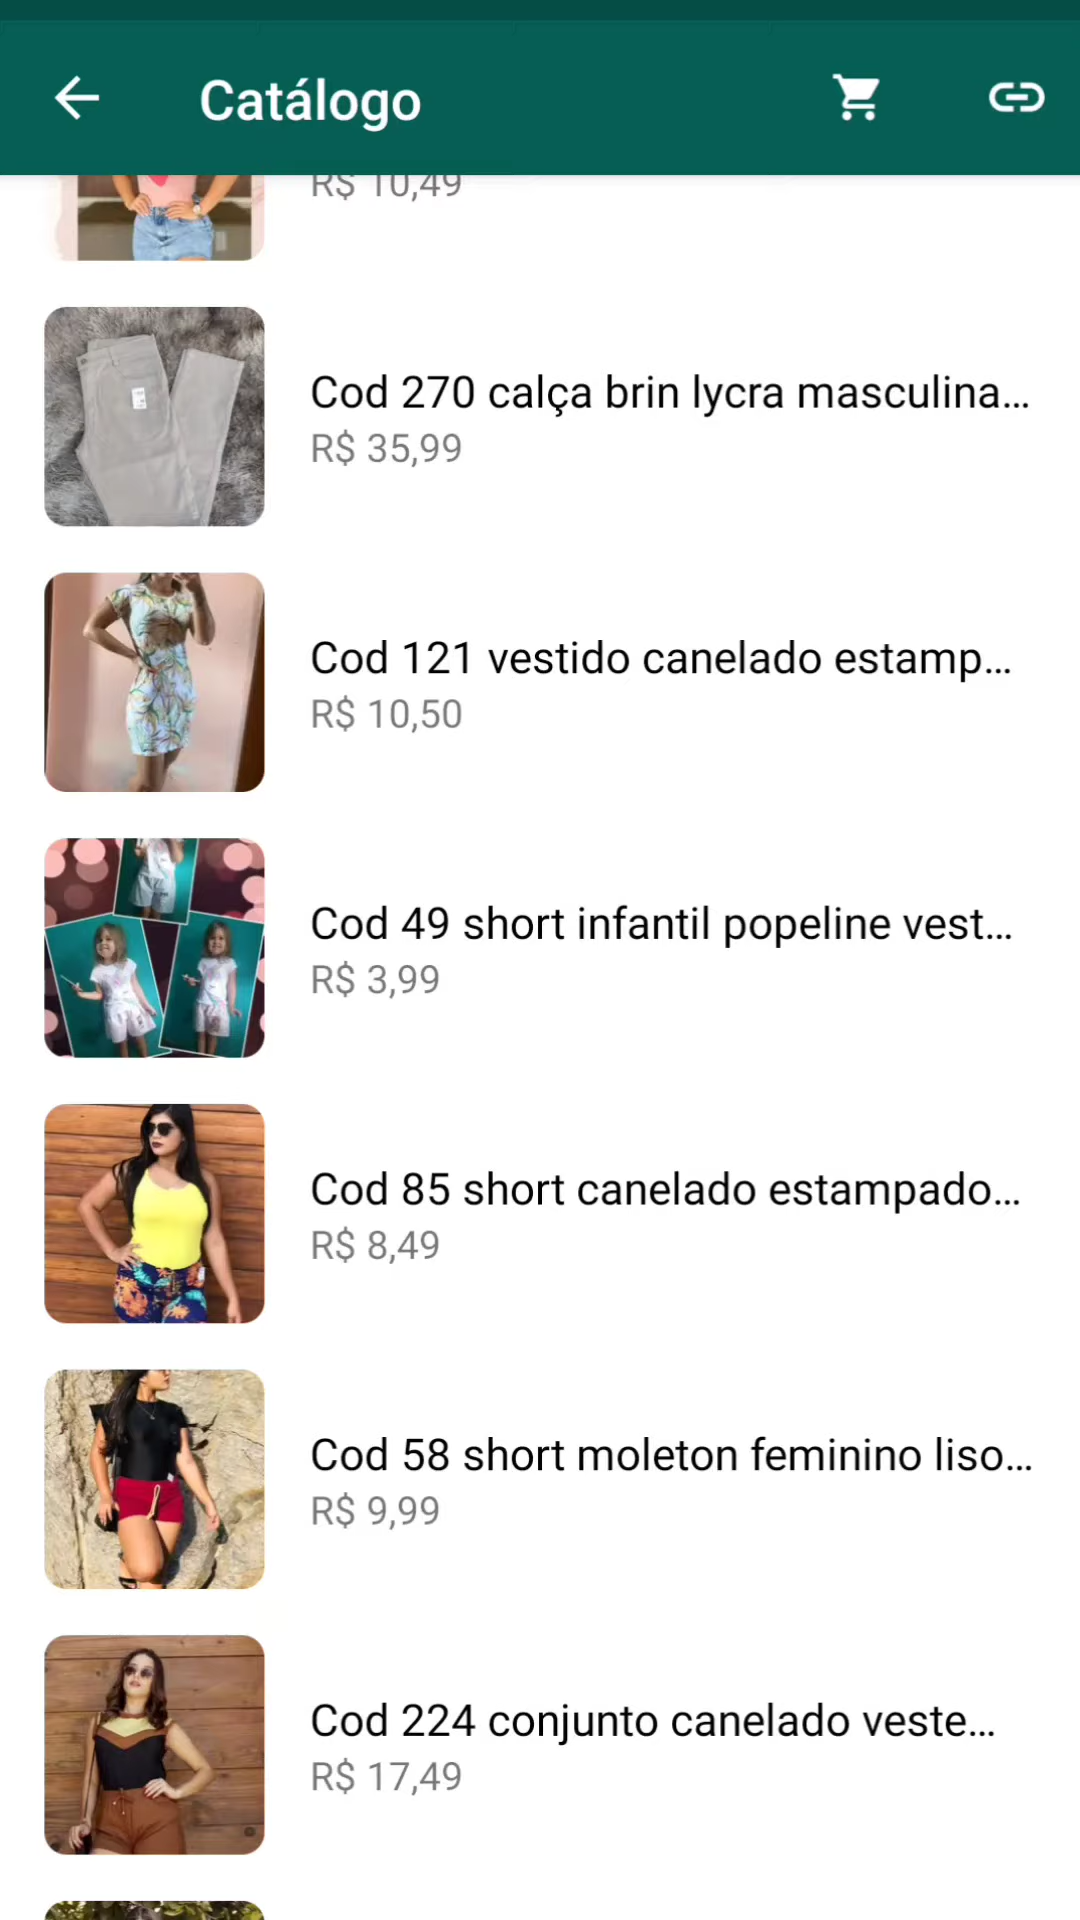 Catálogo
R$ 10,49
Cod 270 calça brin lycra masculina...
R$ 35,99
Cod 121 vestido canelado estamp...
R$ 10,50
Cod 49 short infantil popeline vest...
R$ 3,99
Cod 85 short canelado estampado...
R$ 8,49
Cod 58 short moleton feminino liso...
R$ 9,99
Cod 224 conjunto canelado veste...
R$ 17,49